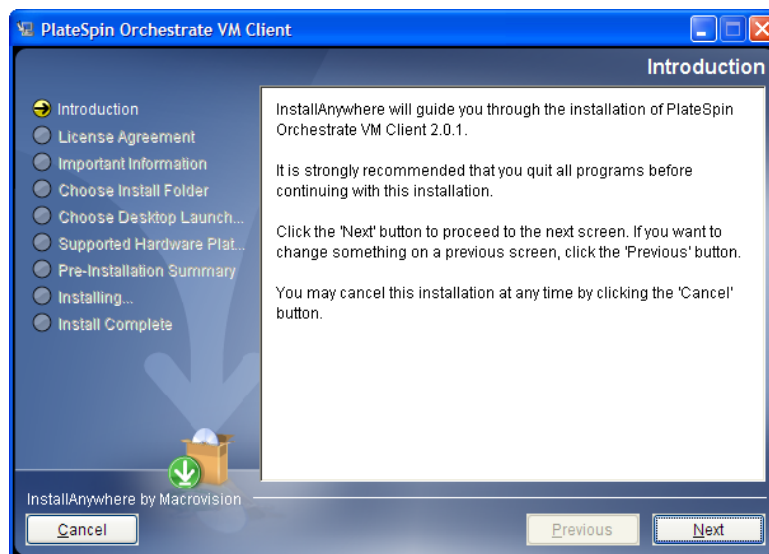 PlateSpin Orchestrate VM Client
Introduction
Introduction
License Agreement
Important Information
Choose Install Folder
Choose Desktop Launch...
Supported Hardware Plat...
Pre-Installation Summary
Installing...
Install Complete
InstallAnywhere will guide you through the installation of PlateSpin
Orchestrate VM Client 2.0.1.
It is strongly recommended that you quit all programs before
continuing with this installation.
Click the 'Next' button to proceed to the next screen. If you want to
change something on a previous screen, click the 'Previous' button.
You may cancel this installation at any time by clicking the 'Cancel'
button.
InstallAnywhere by Macrovision
Cancel
Previous
Next